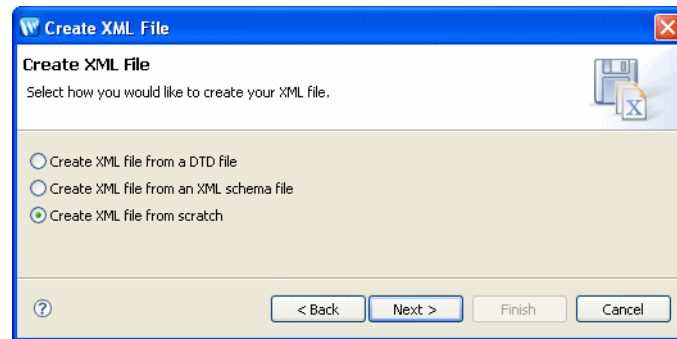 Create XML File
Create XML File
Select how you would like to create your XML file.
Create XML file from a DTD file
Create XML file from an XML schema file
Create XML file from scratch
< Back Next > Finish Cancel